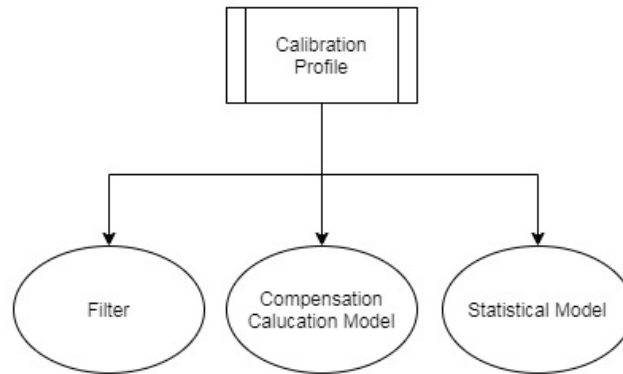 Calibration
Profile
Filter
Compensation
Calucation Model
Statistical Model